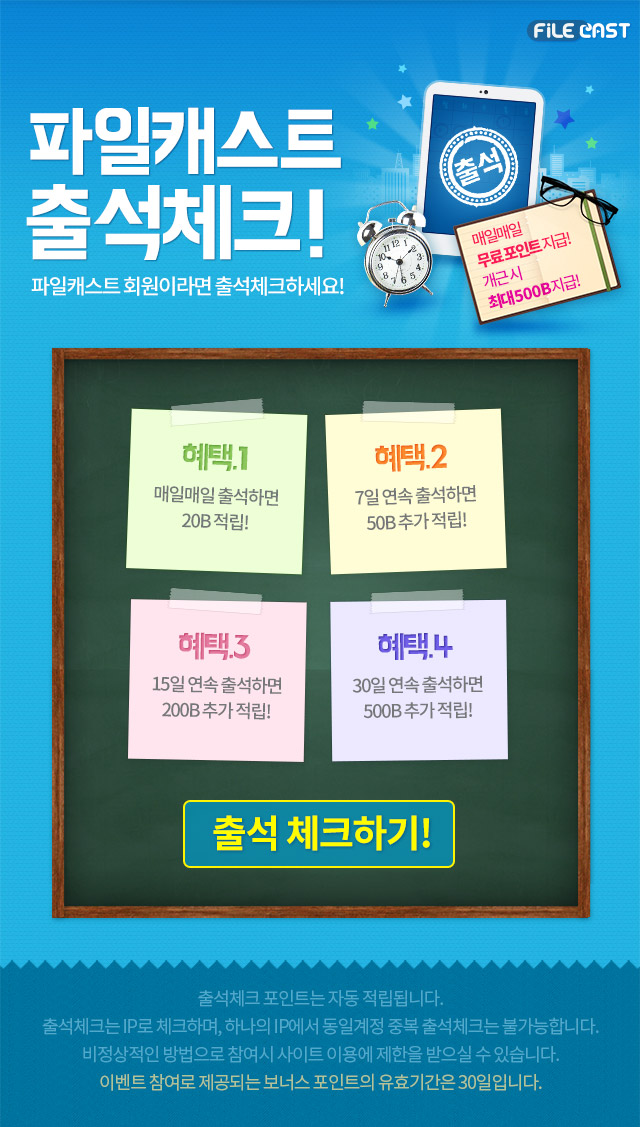 FiLE CAST
파일캐스트
출석체크!
파일캐스트 회원이라면 출석체크하세요!
출석
매일매일
무료 포인트 지급!
개근 시
최대 500B 지급!
혜택.1
매일매일 출석하면
20B 적립!
혜택.2
7일 연속 출석하면
50B 추가 적립!
혜택.3
15일 연속 출석하면
200B 추가 적립!
혜택.4
30일 연속 출석하면
500B 추가 적립!
출석 체크하기!
출석체크 포인트는 자동 적립됩니다.
출석체크는 IP로 체크하며, 하나의 IP에서 동일계정 중복 출석체크는 불가능합니다.
비정상적인 방법으로 참여시 사이트 이용에 제한을 받으실 수 있습니다.
이벤트 참여로 제공되는 보너스 포인트의 유효기간은 30일입니다.